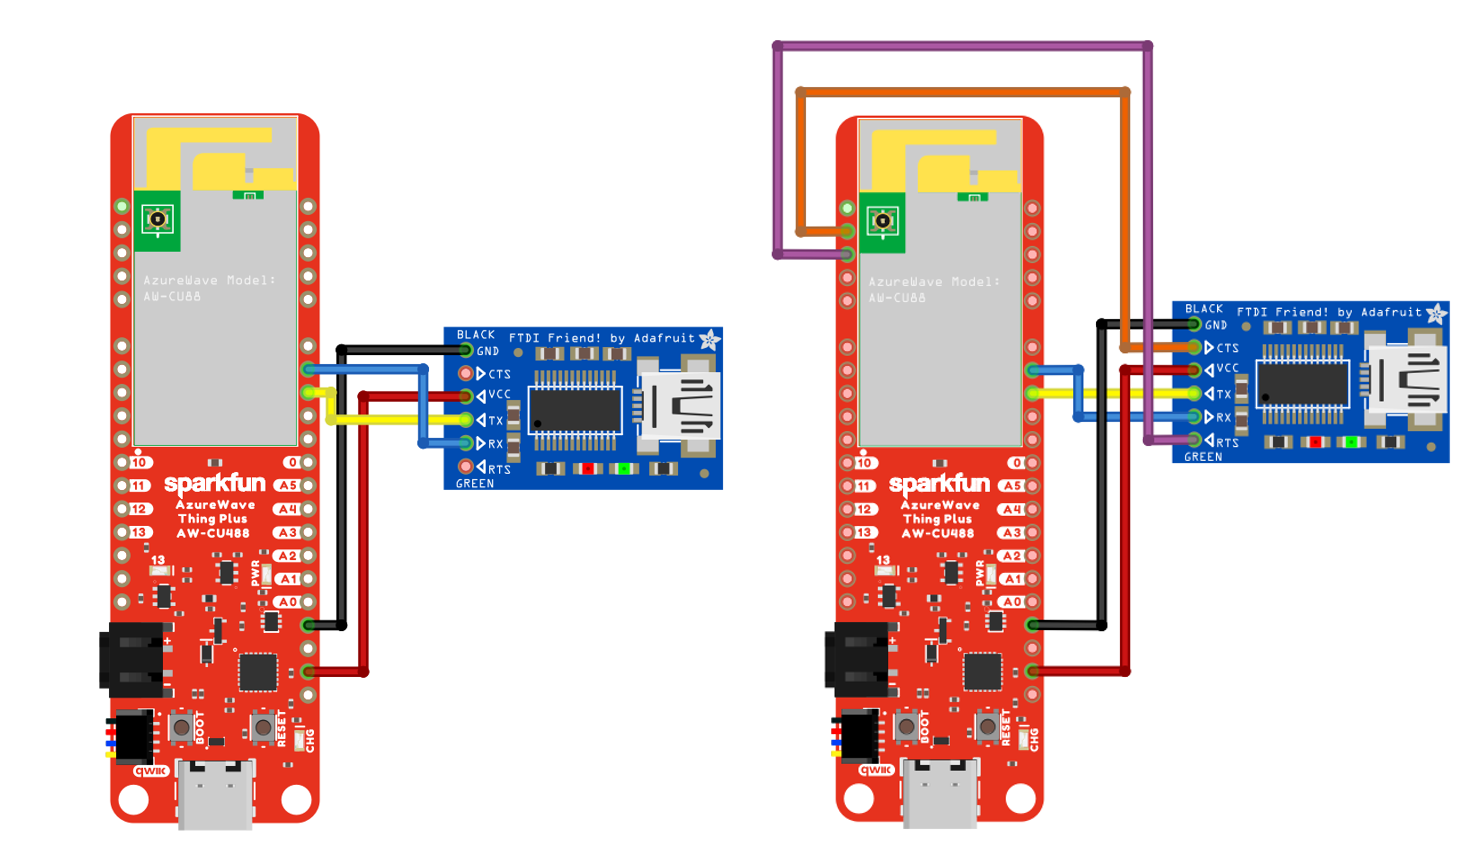 AzureWave Model:
AW-CU88
10
11
12
13
0
A5
A4
A3
A2
A1
A0
sparkfun
AzureWave
Thing Plus
AW-CU488
13
PWR
+
BOOT
RESET
CHG
qwiic
BLACK
FTDI Friend! by Adafruit
GND
CTS
VCC
TX
RX
RTS
GREEN
AzureWave Model:
AW-CU88
10
11
12
13
0
A5
A4
A3
A2
A1
A0
sparkfun
AzureWave
Thing Plus
AW-CU488
13
PWR
+
BOOT
RESET
CHG
qwiic
BLACK
FTDI Friend! by Adafruit
GND
CTS
VCC
TX
RX
RTS
GREEN